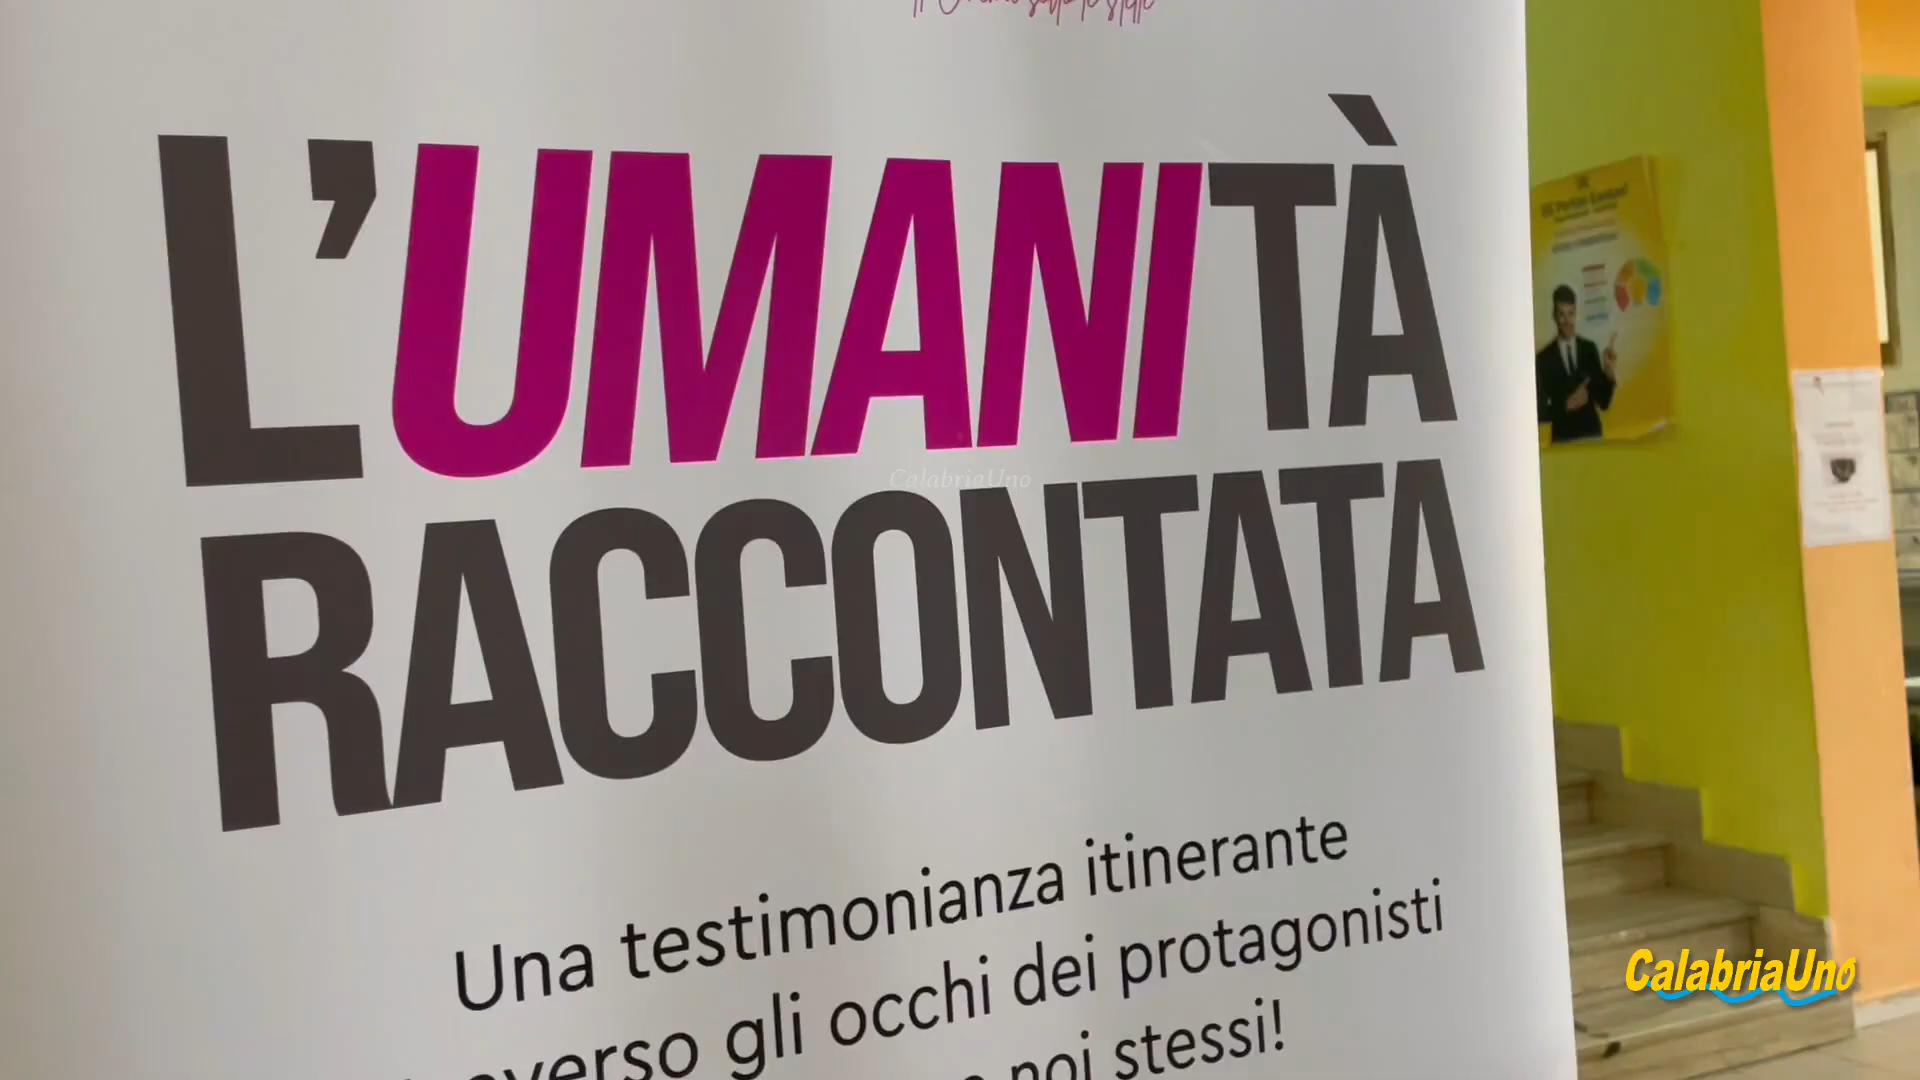 L'UMANITÀ
RACCONTATA
CalabriaUno
Una testimonianza itinerante
gli occhi dei protagonisti
noi stessi!
CalabriaUno